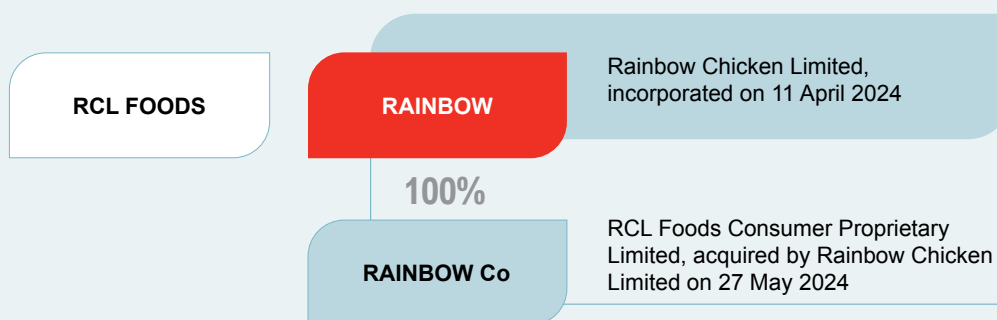 RCL FOODS
RAINBOW
Rainbow Chicken Limited,
incorporated on 11 April 2024
100%
RAINBOW Co
RCL Foods Consumer Proprietary
Limited, acquired by Rainbow Chicken
Limited on 27 May 2024